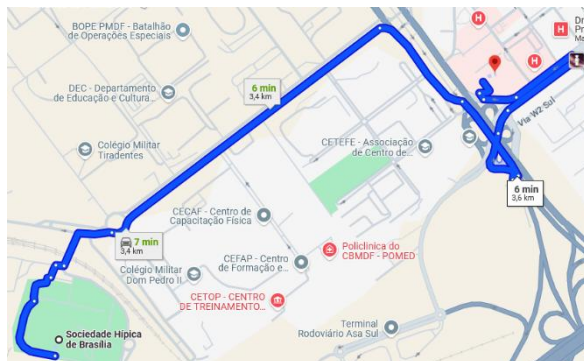 BOPE PMDF - Batalhão
de Operações Especiais
DEC - Departamento
de Educação e Cultura...
Colégio Militar
Tiradentes
6 min
3,4 km
CETEFE - Associação
de Centro de...
Via W2 Sul
H
H
H
Dr
Pr
Ma
6 min
3,6 km
CECAF - Centro de
Capacitação Física
7 min
3,4 km
Colégio Militar
Dom Pedro II
CEFAP - Centro
de Formação e...
Policlínica do
CBMDF - POMED
CETOP - CENTRO
DE TREINAMENTO...
Terminal
Rodoviário Asa Sul
Sociedade Hípica
de Brasília